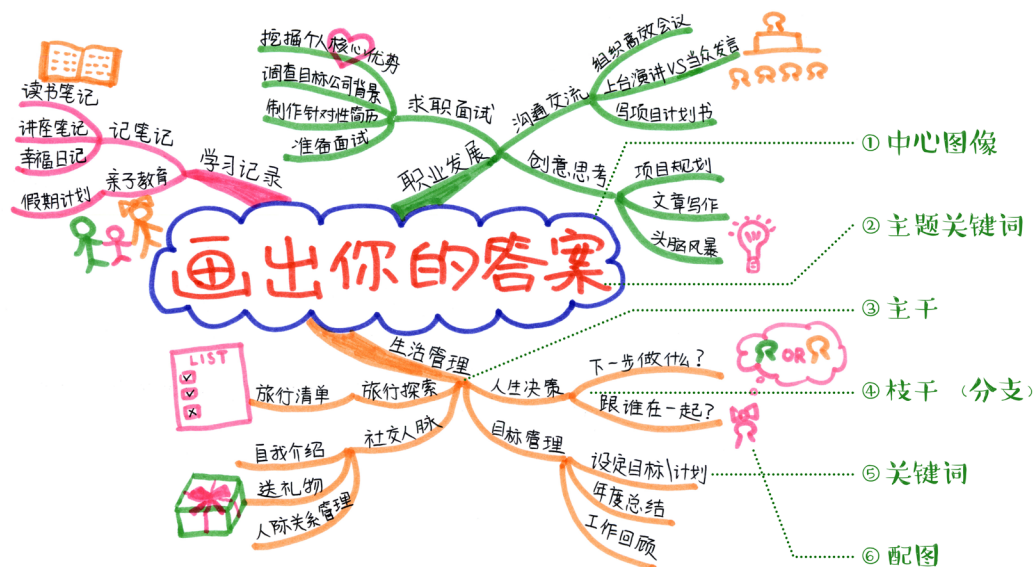 画出你的答案
学习记录
记笔记
读书笔记
讲座笔记
幸福日记
亲子教育
假期计划
职业发展
求职面试
挖掘个人核心优势
调查目标公司背景
制作针对性简历
准备面试
沟通交流
组织高效会议
上台演讲VS当众发言
写项目计划书
创意思考
项目规划
文章写作
头脑风暴
生活管理
旅行探索
旅行清单
LIST
社交人脉
自我介绍
送礼物
人际关系管理
人生决策
下一步做什么?
跟谁在一起?
OR
目标管理
设定目标\计划
年度总结
工作回顾
①中心图像
②主题关键词
③主干
④枝干（分支）
⑤关键词
⑥配图